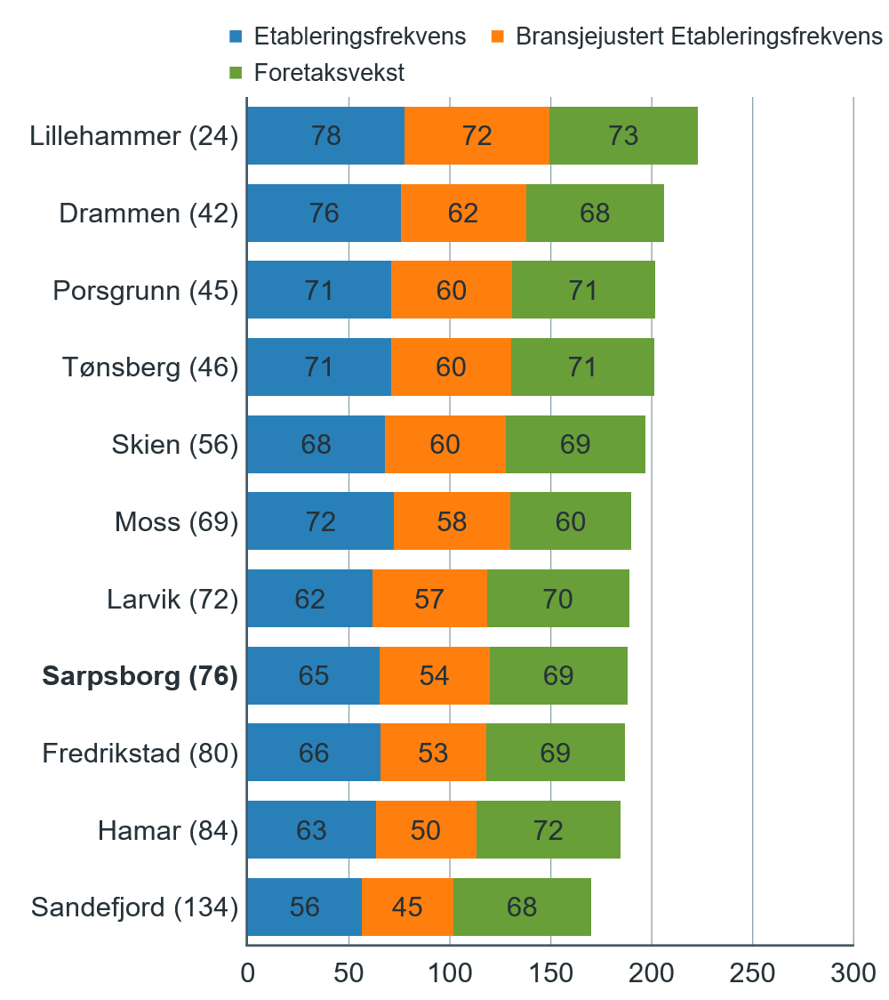 Etableringsfrekvens Bransjejustert Etableringsfrekvens
Foretaksvekst
Lillehammer (24) 78 72 73
Drammen (42) 76 62 68
Porsgrunn (45) 71 60 71
Tønsberg (46) 71 60 71
Skien (56) 68 60 69
Moss (69) 72 58 60
Larvik (72) 62 57 70
Sarpsborg (76) 65 54 69
Fredrikstad (80) 66 53 69
Hamar (84) 63 50 72
Sandefjord (134) 56 45 68
0 50 100 150 200 250 300